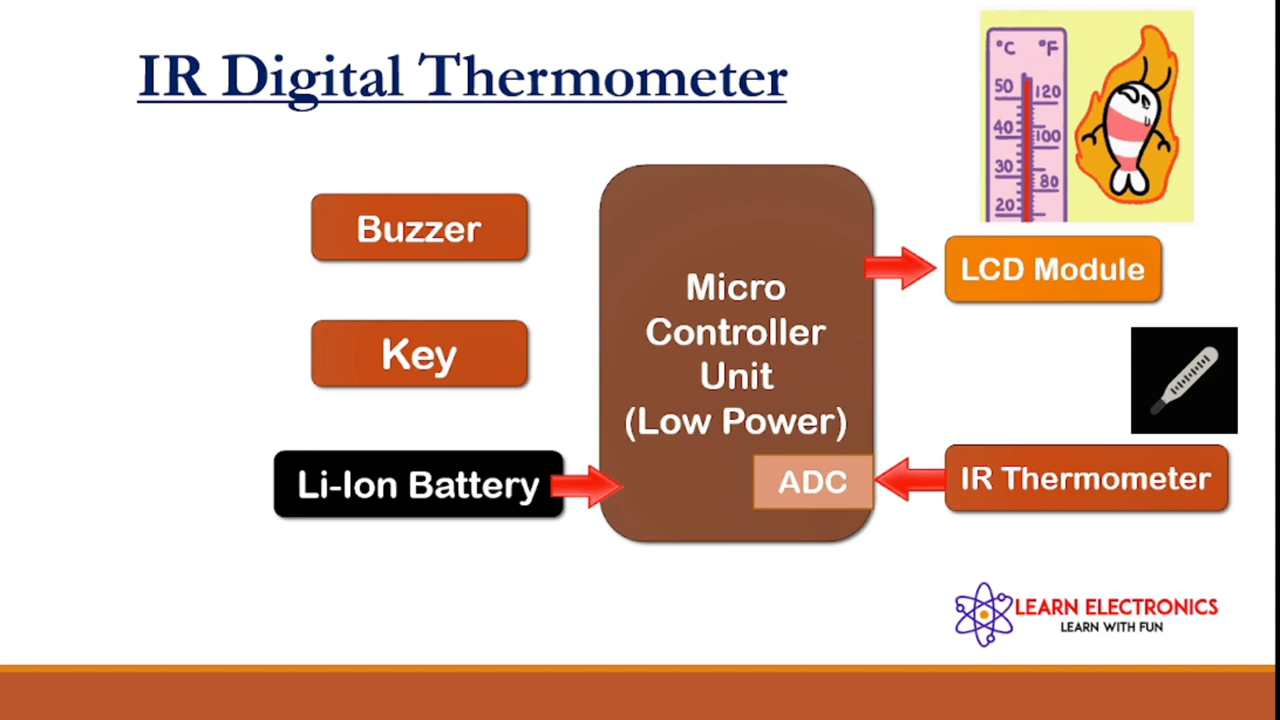 IR Digital Thermometer
°C °F
50 120
40 100
30 80
20
Buzzer
Key
Li-Ion Battery
Micro
Controller
Unit
(Low Power)
ADC
LCD Module
IR Thermometer
LEARN ELECTRONICS
LEARN WITH FUN